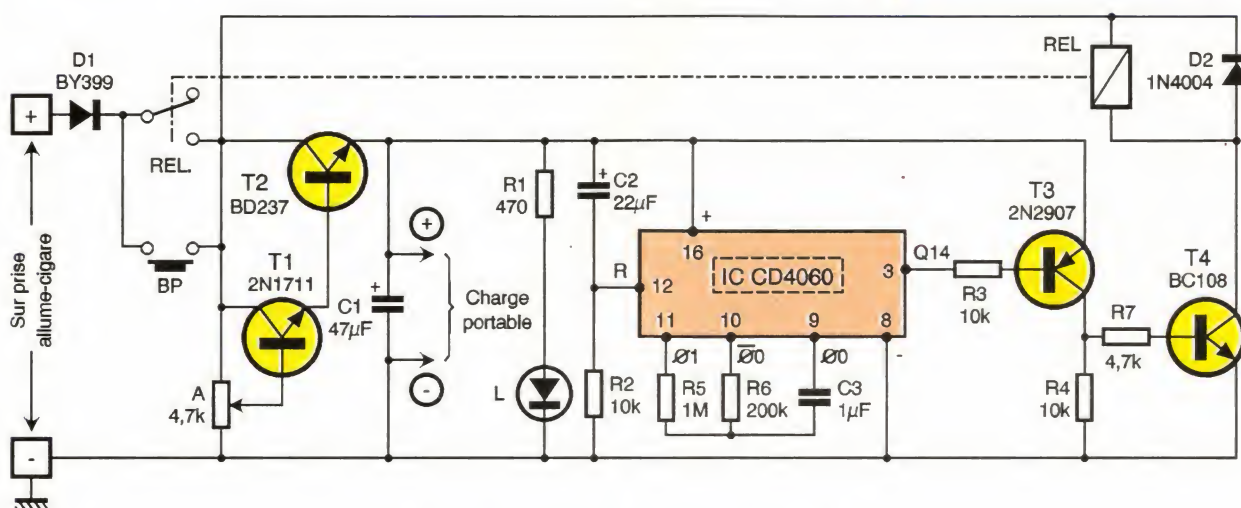 D1
BY399
+
REL.
BP
Sur prise
allume-cigare
-
T2
BD237
T1
2N1711
A
4,7k
C1
47µF
+
+
-
Charge
portable
R1
470
L
+
C2
22µF
R2
10k
R
12
16
+
IC CD4060
3
Q14
11
10
9
8
-
Ø1
Ø0
Ø0
R5
1M
R6
200k
C3
1µF
R3
10k
T3
2N2907
R4
10k
R7
4,7k
T4
BC108
REL
D2
1N4004